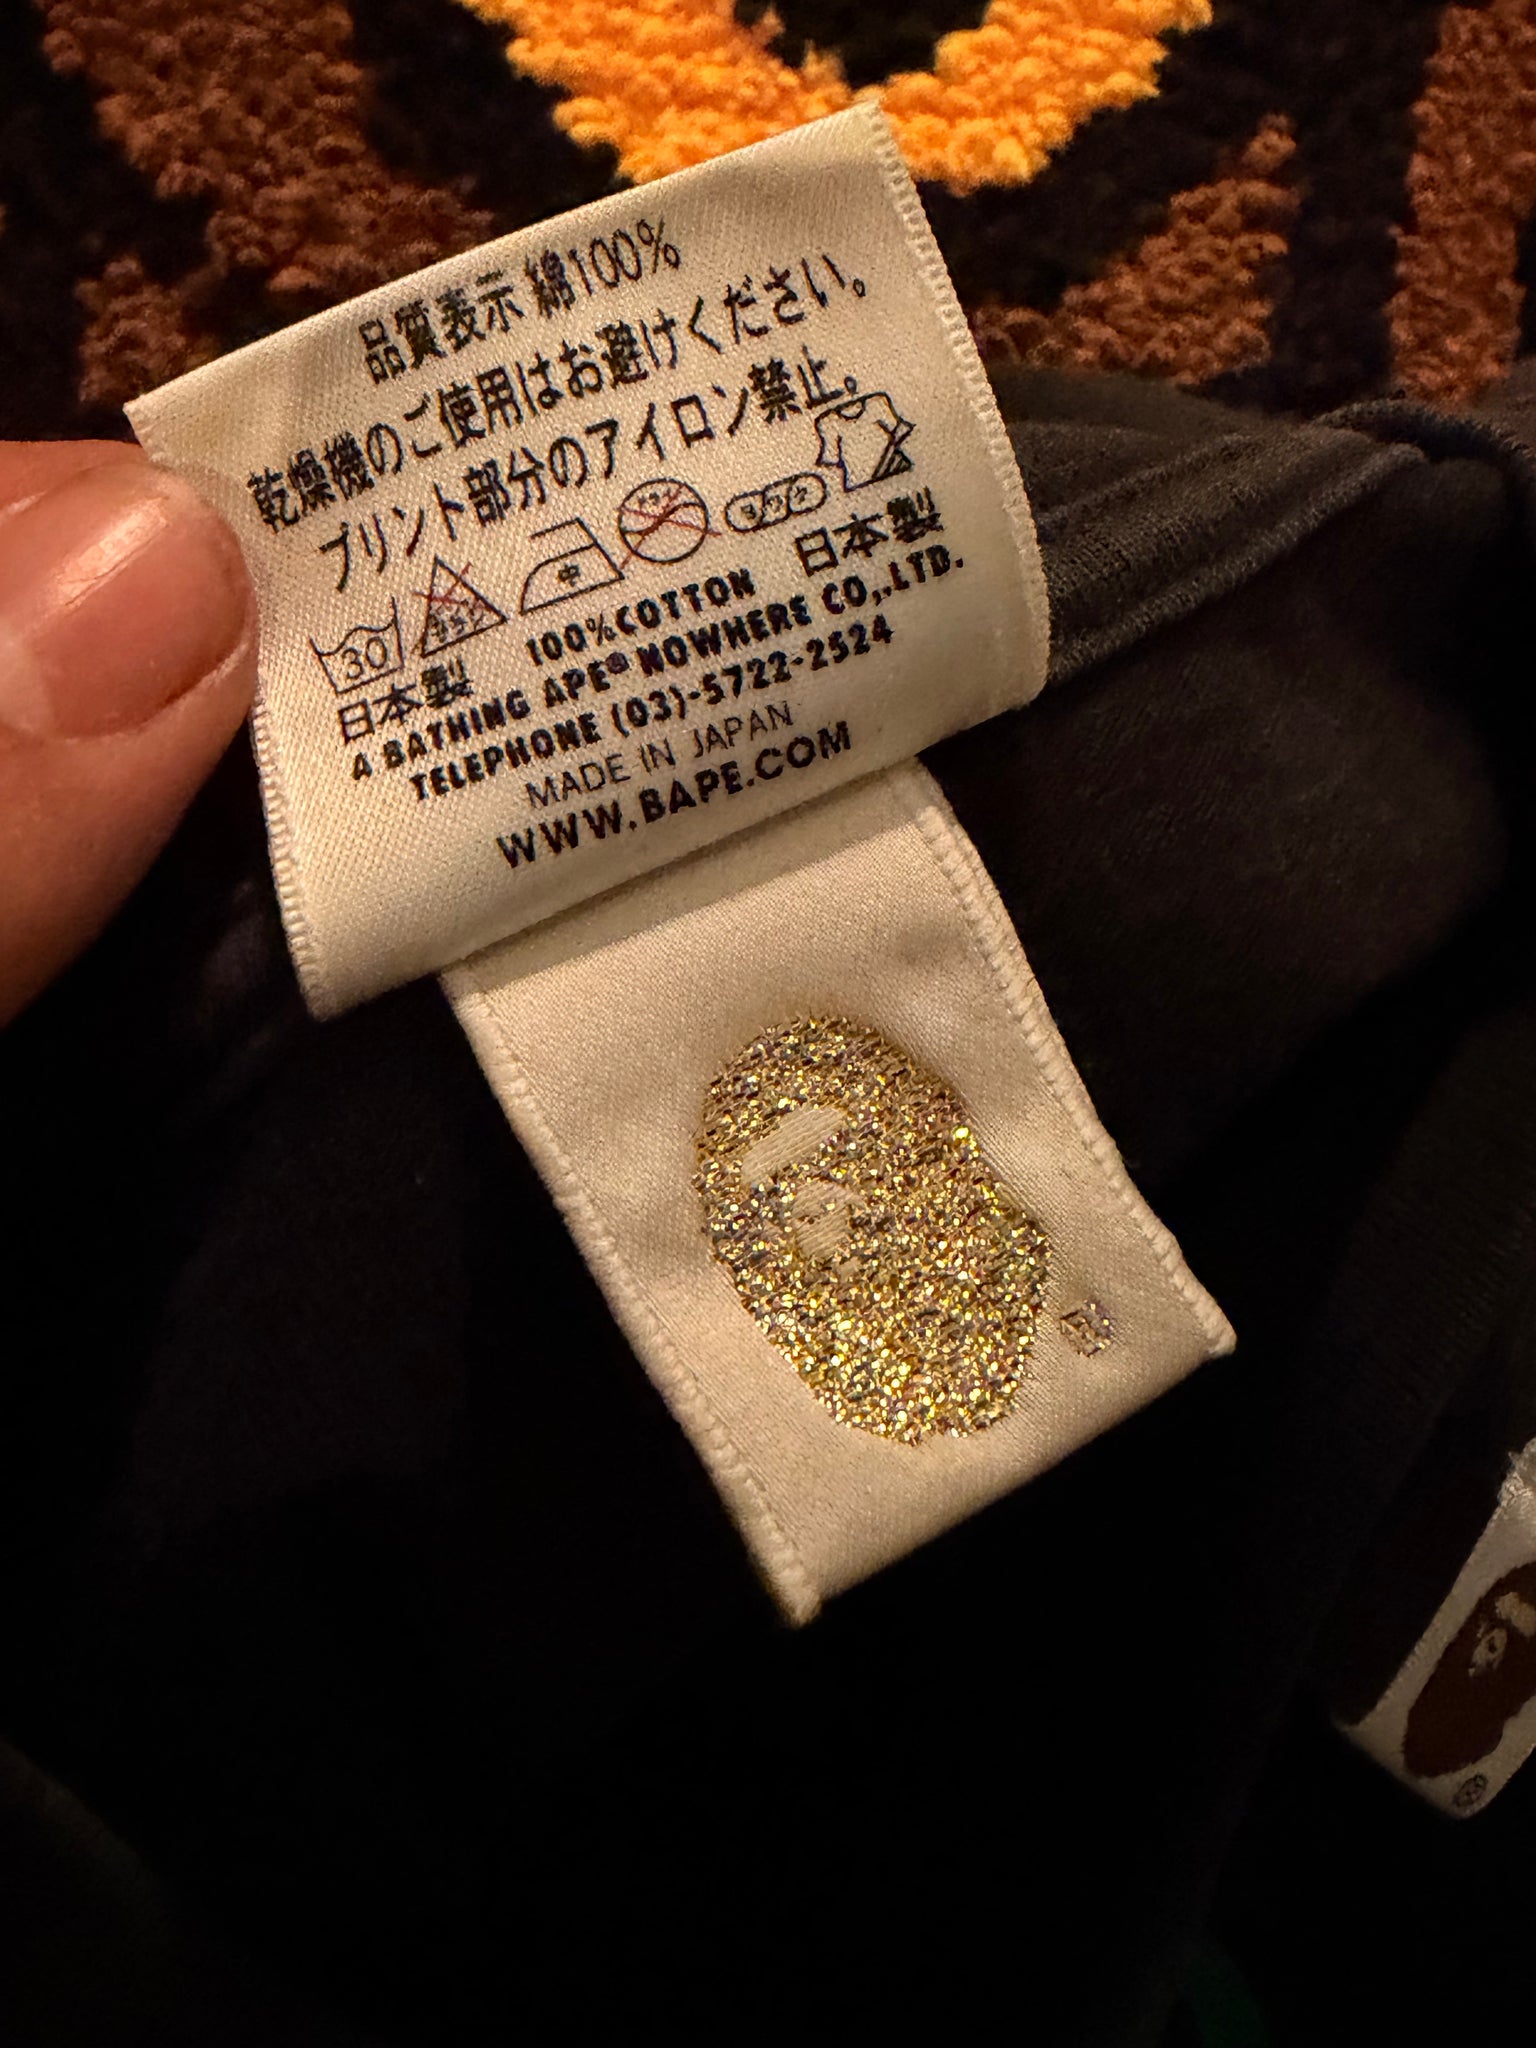 品質表示 綿100%
乾燥機のご使用はお避けください。
プリント部分のアイロン禁止。
30 中
日本製 100%COTTON 日本製
A BATHING APE® NOWHERE CO,.LTD.
TELEPHONE (03)-5722-2524
MADE IN JAPAN
WWW.BAPE.COM